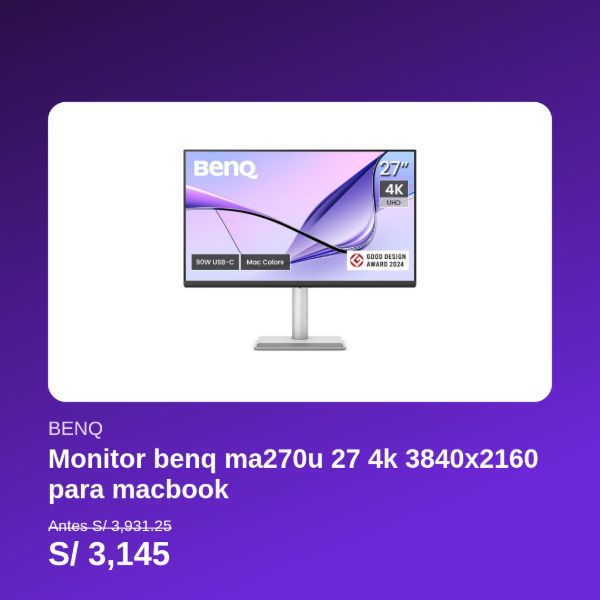 BenQ
27"
4K
UHD
90W USB-C
Mac Colors
GOOD DESIGN
AWARD 2024
BENQ
Monitor benq ma270u 27 4k 3840x2160
para macbook
Antes S/ 3,931.25
S/ 3,145